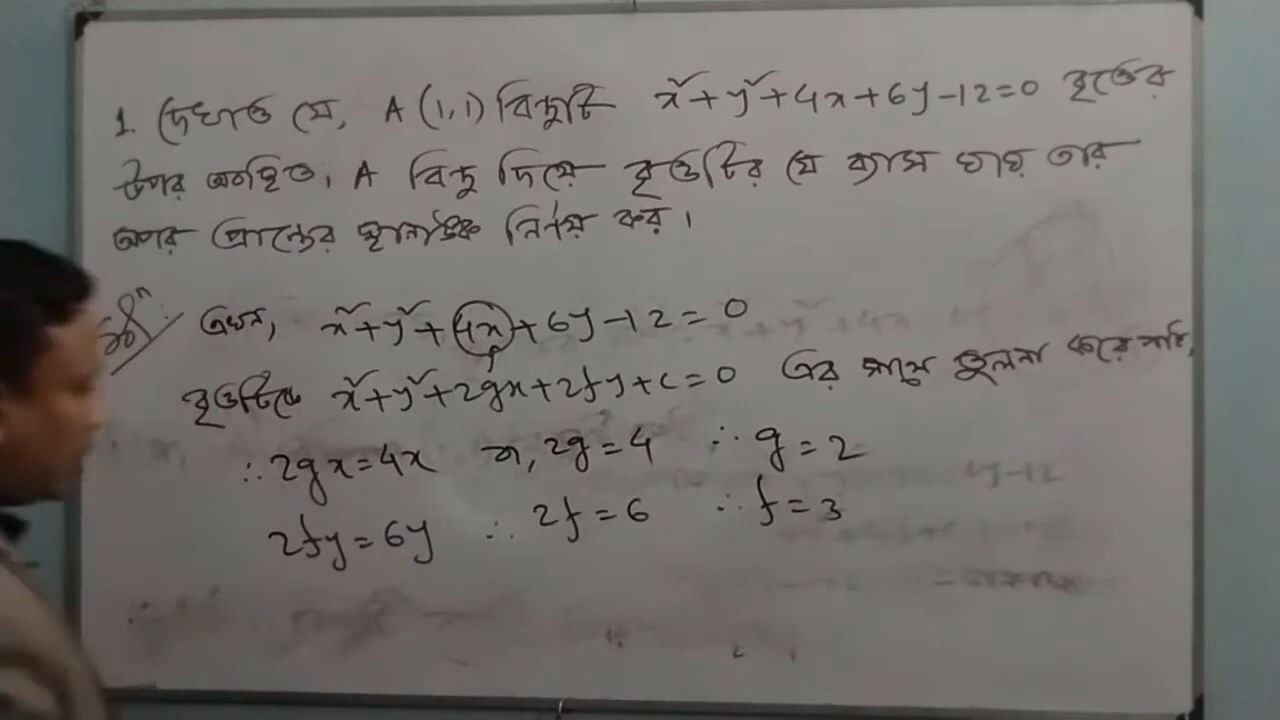 1. দেখাও যে, A (1,1) বিন্দুটি x²+y²+4x+6y-12=0 বৃত্তের
উপর অবস্থিত। A বিন্দু দিয়ে বৃত্তটির যে ব্যাস যায় তার
অপর প্রান্তের স্থানাঙ্ক নির্ণয় কর।
এখন, x²+y²+4x+6y-12=0
বৃত্তটিকে x²+y²+2gx+2fy+c=0 এর সাথে তুলনা করে পাই,
∴ 2gx=4x বা, 2g=4 ∴ g=2
2fy=6y ∴ 2f=6 ∴ f=3